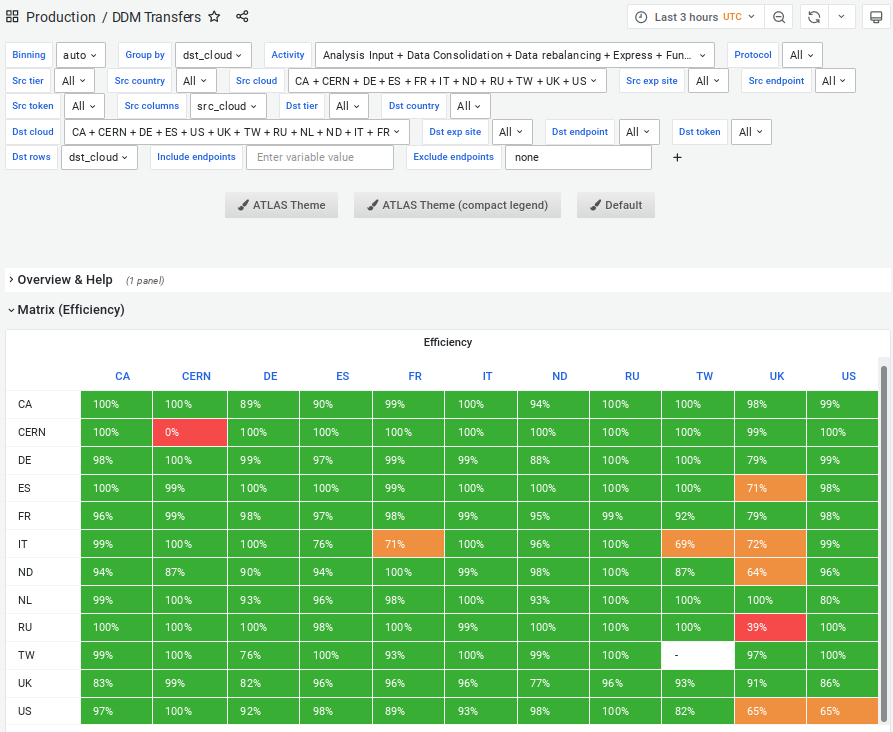 Production / DDM Transfers Last 3 hours UTC
Binning auto Group by dst_cloud Activity Analysis Input + Data Consolidation + Data rebalancing + Express + Fun... Protocol All
Src tier All Src country All Src cloud CA + CERN + DE + ES + FR + IT + ND + RU + TW + UK + US Src exp site All Src endpoint All
Src token All Src columns src_cloud Dst tier All Dst country All
Dst cloud CA + CERN + DE + ES + US + UK + TW + RU + NL + ND + IT + FR Dst exp site All Dst endpoint All Dst token All
Dst rows dst_cloud Include endpoints Enter variable value Exclude endpoints none +
ATLAS Theme ATLAS Theme (compact legend) Default
Overview & Help (1 panel)
Matrix (Efficiency)
Efficiency
CA CERN DE ES FR IT ND RU TW UK US
CA 100% 100% 89% 90% 99% 100% 94% 100% 100% 98% 99%
CERN 100% 0% 100% 100% 100% 100% 100% 100% 100% 99% 100%
DE 98% 100% 99% 97% 99% 99% 88% 100% 100% 79% 99%
ES 100% 99% 100% 100% 99% 100% 100% 100% 100% 71% 98%
FR 96% 99% 98% 97% 98% 99% 95% 99% 92% 79% 98%
IT 99% 100% 100% 76% 71% 100% 96% 100% 69% 72% 99%
ND 94% 87% 90% 94% 100% 99% 98% 100% 87% 64% 96%
NL 99% 100% 93% 96% 98% 100% 93% 100% 100% 100% 80%
RU 100% 100% 100% 98% 100% 99% 100% 100% 100% 39% 100%
TW 99% 100% 76% 100% 93% 100% 99% 100% - 97% 100%
UK 83% 99% 82% 96% 96% 96% 77% 96% 93% 91% 86%
US 97% 100% 92% 98% 89% 93% 98% 100% 82% 65% 65%